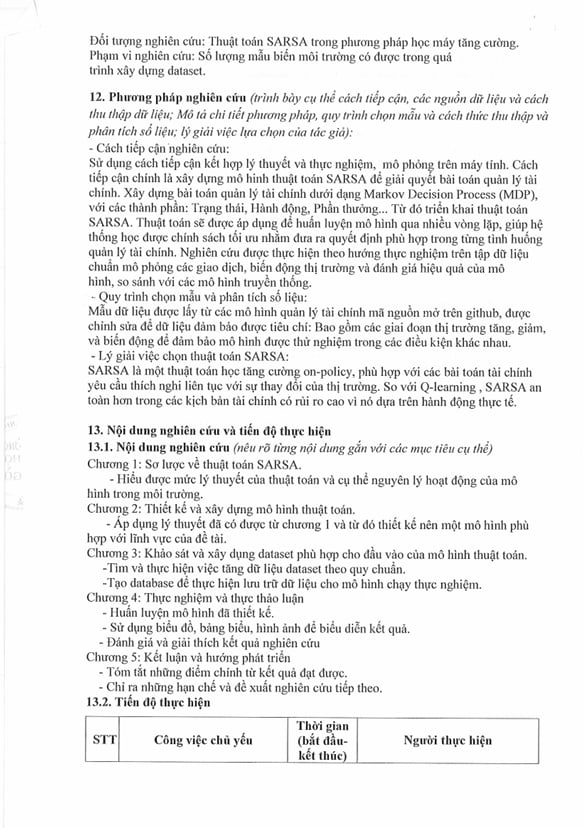 Đối tượng nghiên cứu: Thuật toán SARSA trong phương pháp học máy tăng cường.
Phạm vi nghiên cứu: Số lượng mẫu biến môi trường có được trong quá
trình xây dựng dataset.
12. Phương pháp nghiên cứu (trình bày cụ thể cách tiếp cận, các nguồn dữ liệu và cách
thu thập dữ liệu; Mô tả chi tiết phương pháp, quy trình chọn mẫu và cách thức thu thập và
phân tích số liệu; lý giải việc lựa chọn của tác giả):
- Cách tiếp cận nghiên cứu:
Sử dụng cách tiếp cận kết hợp lý thuyết và thực nghiệm, mô phỏng trên máy tính. Cách
tiếp cận chính là xây dựng mô hình thuật toán SARSA để giải quyết bài toán quản lý tài
chính. Xây dựng bài toán quản lý tài chính dưới dạng Markov Decision Process (MDP),
với các thành phần: Trạng thái, Hành động, Phần thưởng... Từ đó triển khai thuật toán
SARSA. Thuật toán sẽ được áp dụng để huấn luyện mô hình qua nhiều vòng lặp, giúp hệ
thống học được chính sách tối ưu nhằm đưa ra quyết định phù hợp trong từng tình huống
quản lý tài chính. Nghiên cứu được thực hiện theo hướng thực nghiệm trên tập dữ liệu
chuẩn mô phỏng các giao dịch, biến động thị trường và đánh giá hiệu quả của mô
hình, so sánh với các mô hình truyền thống.
- Quy trình chọn mẫu và phân tích số liệu:
Mẫu dữ liệu được lấy từ các mô hình quản lý tài chính mã nguồn mở trên github, được
chỉnh sửa để dữ liệu đảm bảo được tiêu chí: Bao gồm các giai đoạn thị trường tăng, giảm,
và biến động để đảm bảo mô hình được thử nghiệm trong các điều kiện khác nhau.
- Lý giải việc chọn thuật toán SARSA:
SARSA là một thuật toán học tăng cường on-policy, phù hợp với các bài toán tài chính
yêu cầu thích nghi liên tục với sự thay đổi của thị trường. So với Q-learning , SARSA an
toàn hơn trong các kịch bản tài chính có rủi ro cao vì nó dựa trên hành động thực tế.
13. Nội dung nghiên cứu và tiến độ thực hiện
13.1. Nội dung nghiên cứu (nêu rõ từng nội dung gắn với các mục tiêu cụ thể)
Chương 1: Sơ lược về thuật toán SARSA.
- Hiểu được mức lý thuyết của thuật toán và cụ thể nguyên lý hoạt động của mô
hình trong môi trường.
Chương 2: Thiết kế và xây dựng mô hình thuật toán.
- Áp dụng lý thuyết đã có được từ chương 1 và từ đó thiết kế nên một mô hình phù
hợp với lĩnh vực của đề tài.
Chương 3: Khảo sát và xây dựng dataset phù hợp cho đầu vào của mô hình thuật toán.
-Tìm và thực hiện việc tăng dữ liệu dataset theo quy chuẩn.
-Tạo database để thực hiện lưu trữ dữ liệu cho mô hình chạy thực nghiệm.
Chương 4: Thực nghiệm và thực thảo luận
- Huấn luyện mô hình đã thiết kế.
- Sử dụng biểu đồ, bảng biểu, hình ảnh để biểu diễn kết quả.
- Đánh giá và giải thích kết quả nghiên cứu
Chương 5: Kết luận và hướng phát triển
- Tóm tắt những điểm chính từ kết quả đạt được.
- Chỉ ra những hạn chế và đề xuất nghiên cứu tiếp theo.
13.2. Tiến độ thực hiện
STT Công việc chủ yếu Thời gian (bắt đầu- kết thúc) Người thực hiện